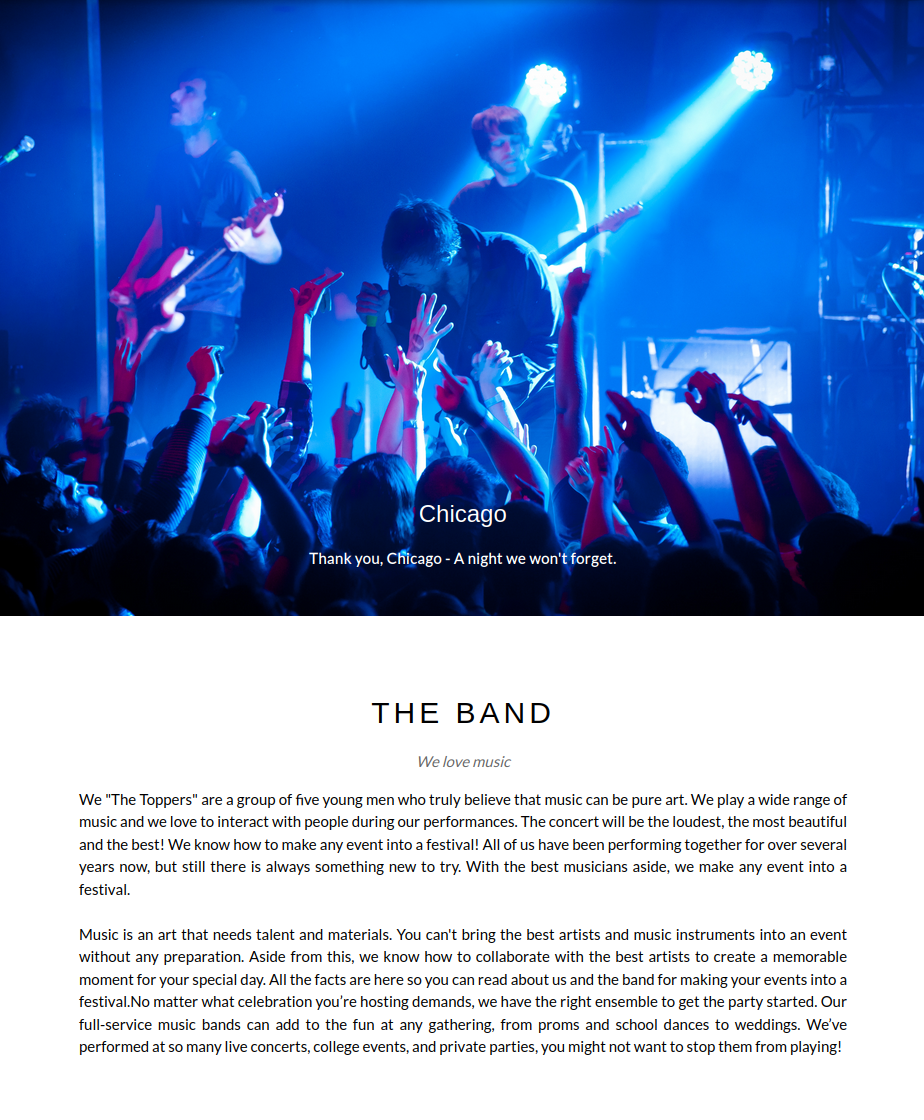 Chicago
Thank you, Chicago - A night we won't forget.
THE BAND
We love music
We "The Toppers" are a group of five young men who truly believe that music can be pure art. We play a wide range of
music and we love to interact with people during our performances. The concert will be the loudest, the most beautiful
and the best! We know how to make any event into a festival! All of us have been performing together for over several
years now, but still there is always something new to try. With the best musicians aside, we make any event into a
festival.
Music is an art that needs talent and materials. You can't bring the best artists and music instruments into an event
without any preparation. Aside from this, we know how to collaborate with the best artists to create a memorable
moment for your special day. All the facts are here so you can read about us and the band for making your events into a
festival.No matter what celebration you’re hosting demands, we have the right ensemble to get the party started. Our
full-service music bands can add to the fun at any gathering, from proms and school dances to weddings. We’ve
performed at so many live concerts, college events, and private parties, you might not want to stop them from playing!